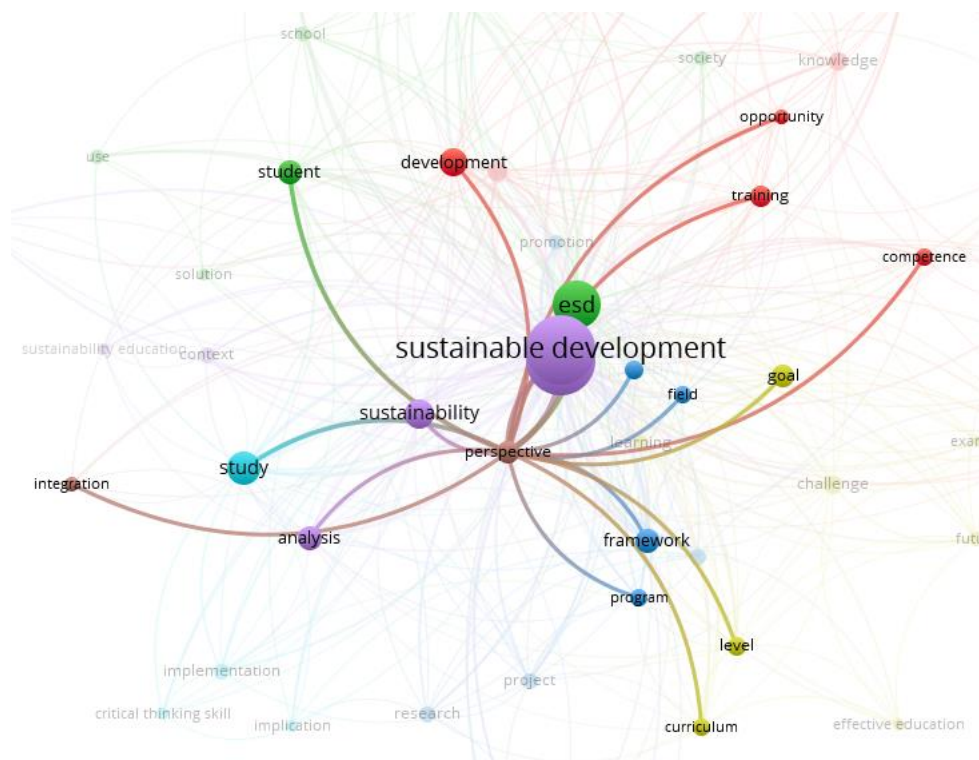 school
society
knowledge
opportunity
use
student
development
training
promotion
competence
solution
esd
sustainability education
context
sustainable development
goal
field
sustainability
learning
perspective
exam
study
integration
challenge
analysis
framework
futu
program
level
implementation
project
critical thinking skill
implication
research
curriculum
effective education